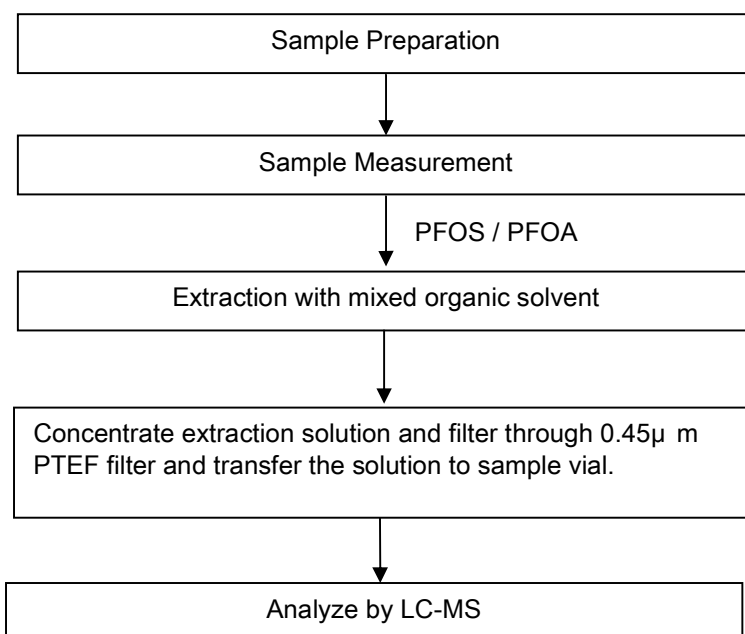 Sample Preparation
Sample Measurement
PFOS / PFOA
Extraction with mixed organic solvent
Concentrate extraction solution and filter through 0.45µ m
PTEF filter and transfer the solution to sample vial.
Analyze by LC-MS